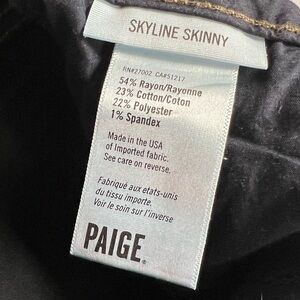 SKYLINE SKINNY
RN#27002 CA#51217
54% Rayon/Rayonne
23% Cotton/Coton
22% Polyester
1% Spandex
Made in the USA
of Imported fabric.
See care on reverse.
Fabriqué aux etats-unis
du tissu importe.
Voir le soin sur l'inverse
PAIGE®